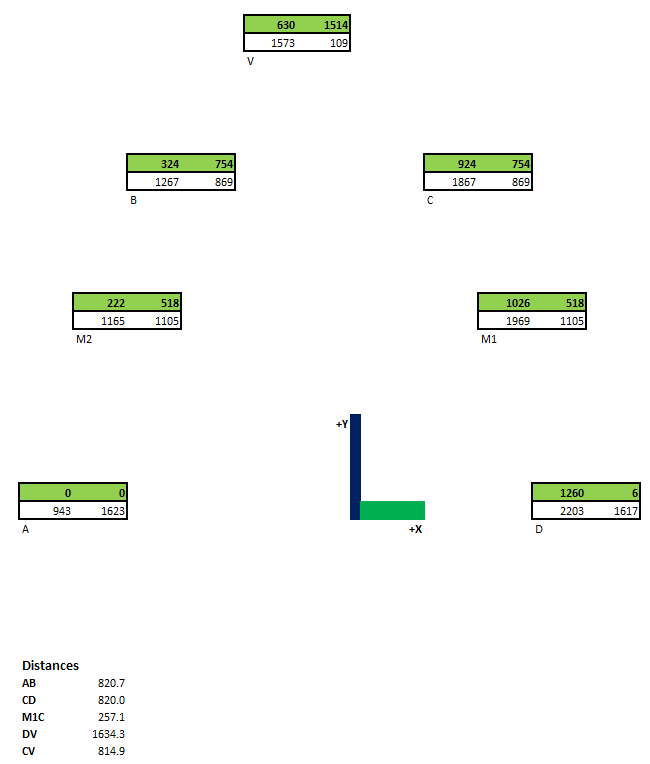 630 1514
1573 109
V
324 754
1267 869
B
924 754
1867 869
C
222 518
1165 1105
M2
1026 518
1969 1105
M1
+Y
0 0
943 1623
A
1260 6
2203 1617
D
+X
Distances
AB 820.7
CD 820.0
M1C 257.1
DV 1634.3
CV 814.9